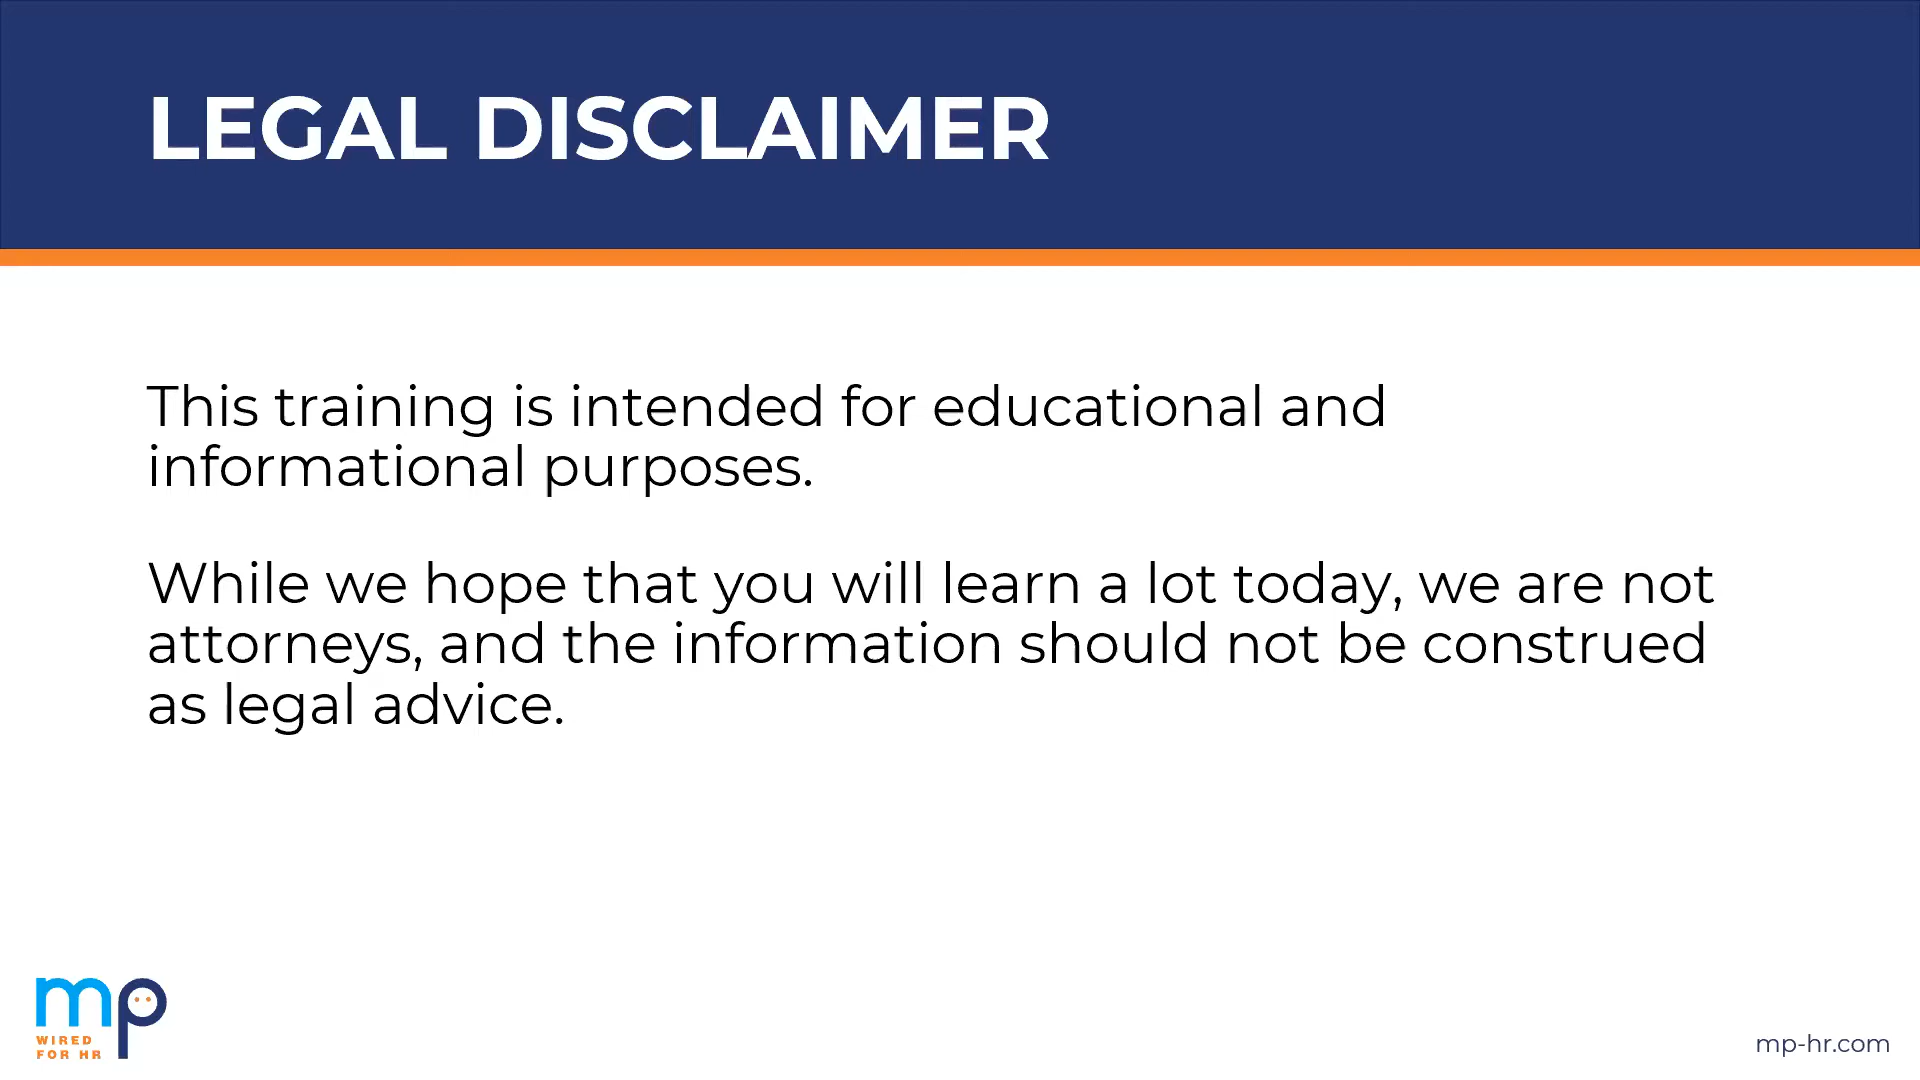 LEGAL DISCLAIMER
This training is intended for educational and
informational purposes.
While we hope that you will learn a lot today, we are not
attorneys, and the information should not be construed
as legal advice.
mp
WIRED
FOR HR
mp-hr.com